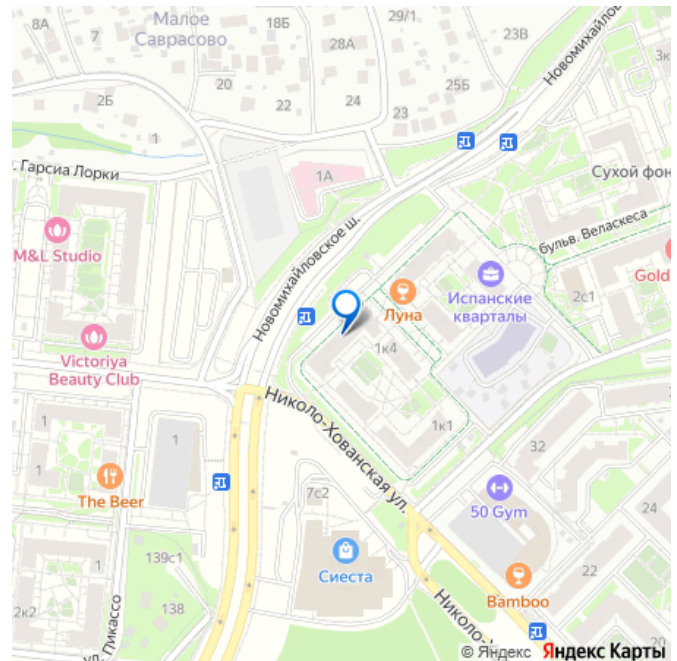 8А
7
Малое
Саврасово
18Б
29/1
28А
23В
3к
2Б
20
22
24
23
25Б
1
Новомихайловс
. Гарсиа Лорки
1А
Сухой фон
Новомихайловское ш.
бульв. Веласкеса
M&L Studio
Луна
Испанские
кварталы
2с1
Gold
Victoriya
Beauty Club
1к4
1к1
Николо-Хованская ул.
1
1
1
The Beer
32
50 Gym
24
7с2
Сиеста
139с1
138
2к2
ул. Пикассо
22
Bamboo
20
Николо-
© Яндекс Яндекс Карты